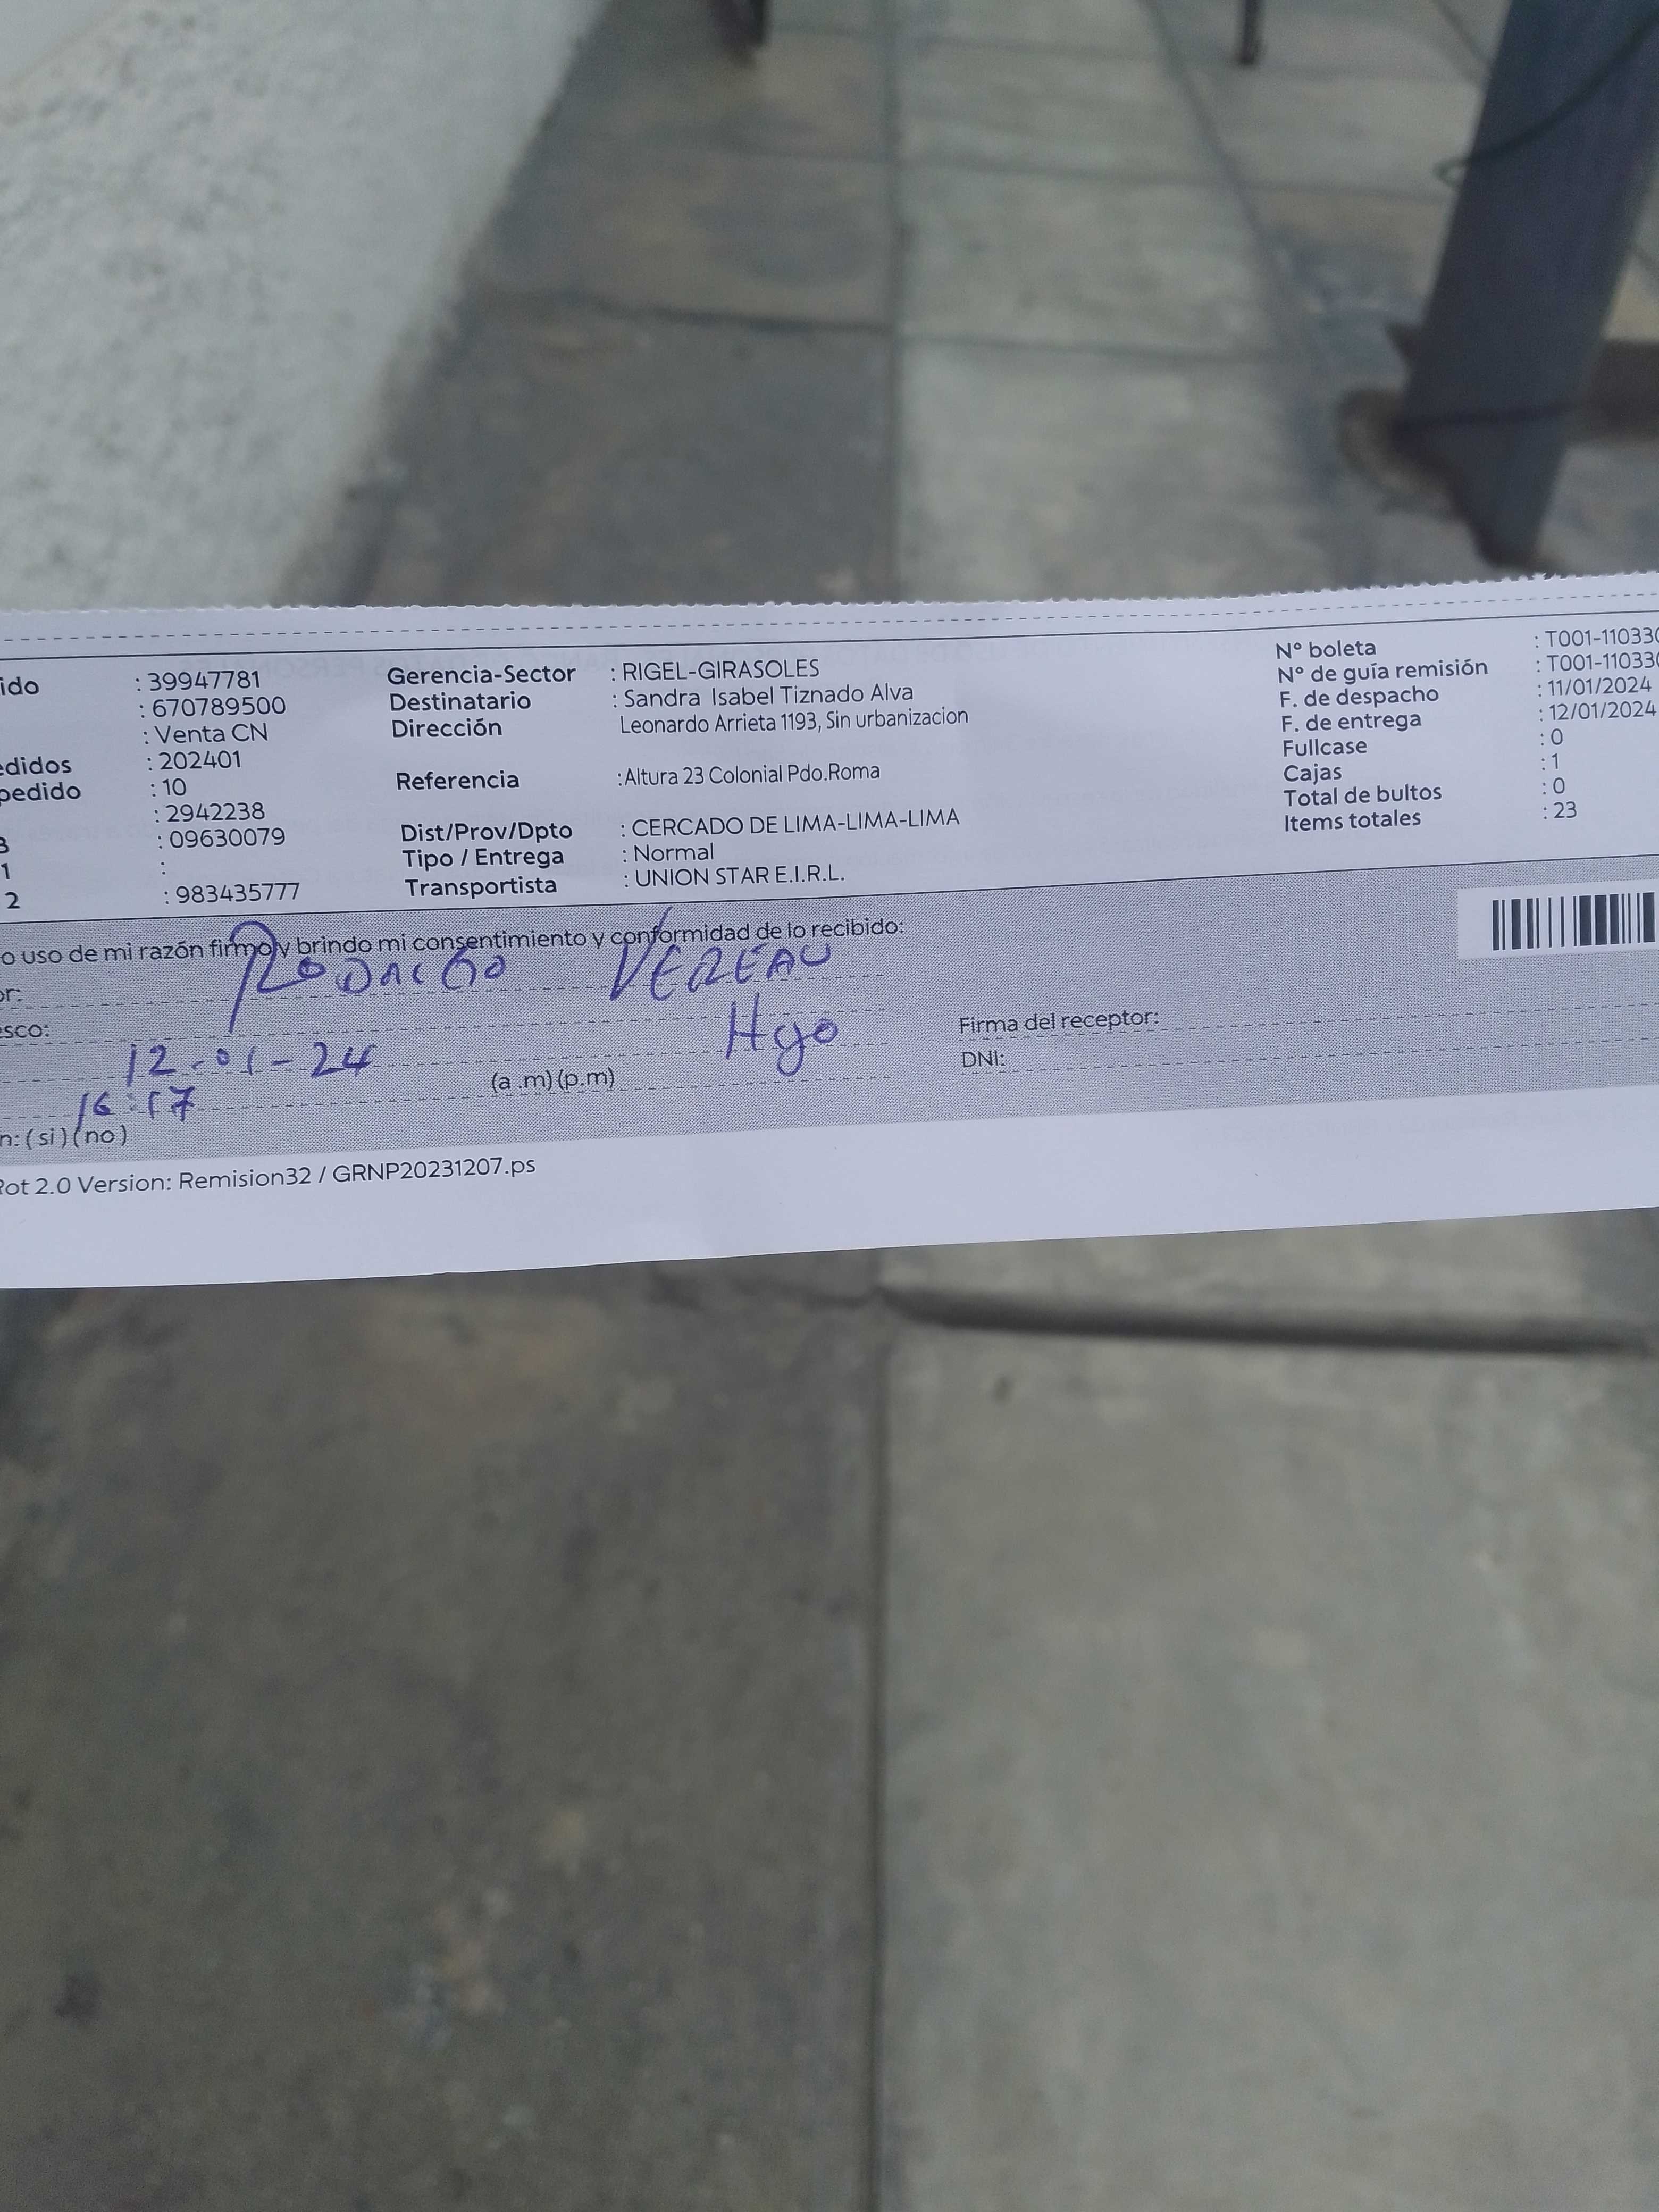 ido : 39947781
: 670789500
: Venta CN
edidos : 202401
pedido : 10
: 2942238
3 : 09630079
1 :
2 : 983435777
Gerencia-Sector : RIGEL-GIRASOLES
Destinatario : Sandra Isabel Tiznado Alva
Dirección Leonardo Arrieta 1193, Sin urbanizacion
Referencia :Altura 23 Colonial Pdo.Roma
Dist/Prov/Dpto : CERCADO DE LIMA-LIMA-LIMA
Tipo / Entrega : Normal
Transportista : UNION STAR E.I.R.L.
N° boleta : T001-11033
N° de guía remisión : T001-11033
F. de despacho : 11/01/2024
F. de entrega : 12/01/2024
Fullcase : 0
Cajas : 1
Total de bultos : 0
Items totales : 23
o uso de mi razón firmo y brindo mi consentimiento y conformidad de lo recibido:
or: VEREAU
esco: Hyo
Firma del receptor:
12-01-24
DNI:
16:17 (a .m) (p.m)
n: ( si ) ( no )
Rot 2.0 Version: Remision32 / GRNP20231207.ps